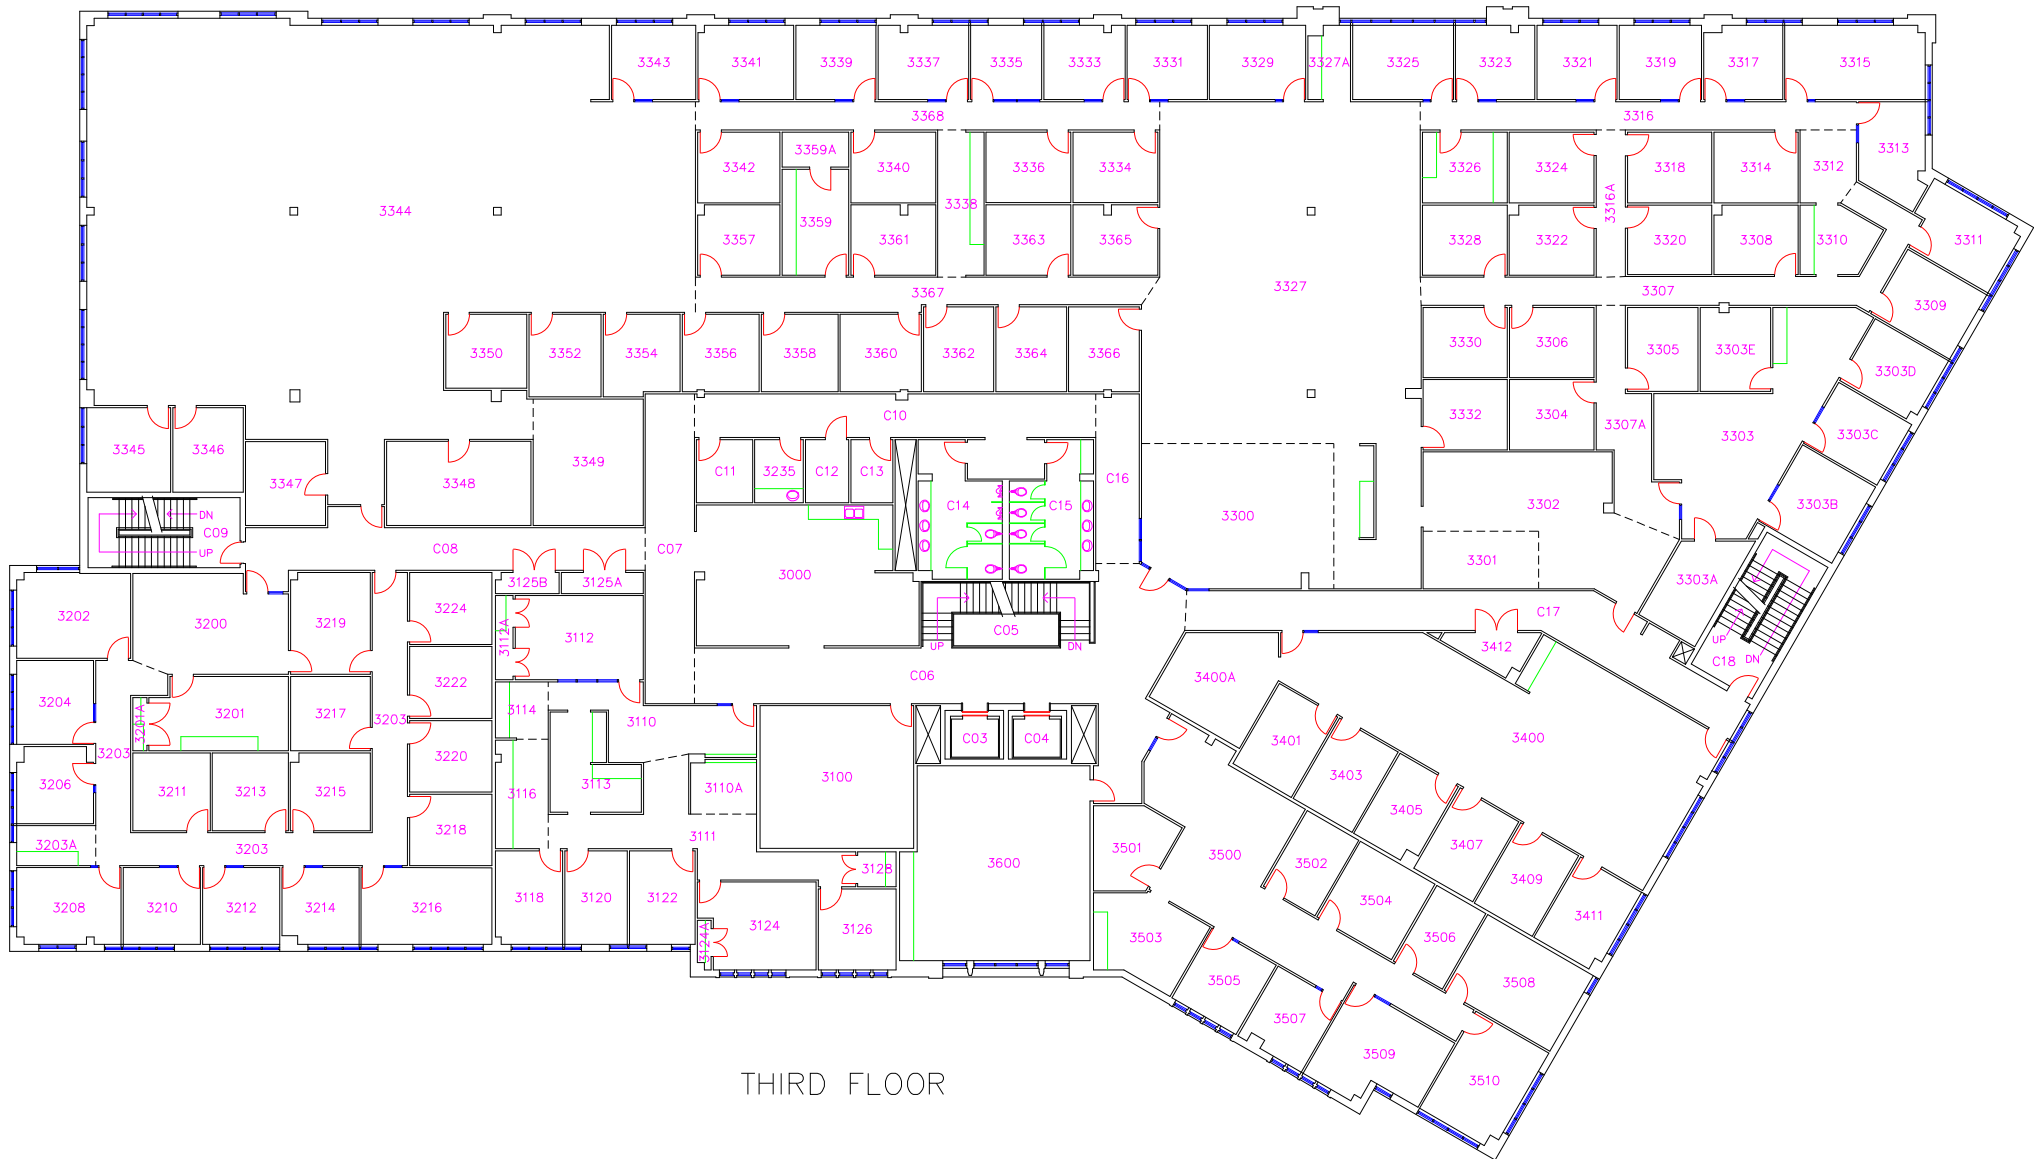 3343 3341 3339 3337 3335 3333 3331 3329 3327A 3325 3323 3321 3319 3317 3315
3368 3316
3342 3359A 3340 3336 3334 3326 3324 3318 3314 3312 3313
3344 3359 3338 3316A
3357 3361 3363 3365 3328 3322 3320 3308 3310 3311
3367 3327 3307 3309
3350 3352 3354 3356 3358 3360 3362 3364 3366 3330 3306 3305 3303E 3303D
C10 3332 3304 3307A 3303 3303C
3345 3346 3347 3348 3349 C11 3235 C12 C13 C16
C14 C15 3300 3302 3303B
DN C09 UP
C08 C07 3000 3301 3303A
3125B 3125A
3202 3200 3219 3224 3112A 3112 C05 C17
UP DN 3412 UP DN C18
3204 3201A 3201 3217 3203 3222 3114 3110 C06 3400A
3203 3220 C03 C04 3401 3400
3206 3211 3213 3215 3116 3113 3110A 3100 3403
3203A 3203 3218 3111 3405
3501 3500 3502 3407
3208 3210 3212 3214 3216 3118 3120 3122 3128 3600 3409
3124A 3124 3126 3503 3504 3411
3506
3505 3508
3507
3509
3510
THIRD FLOOR